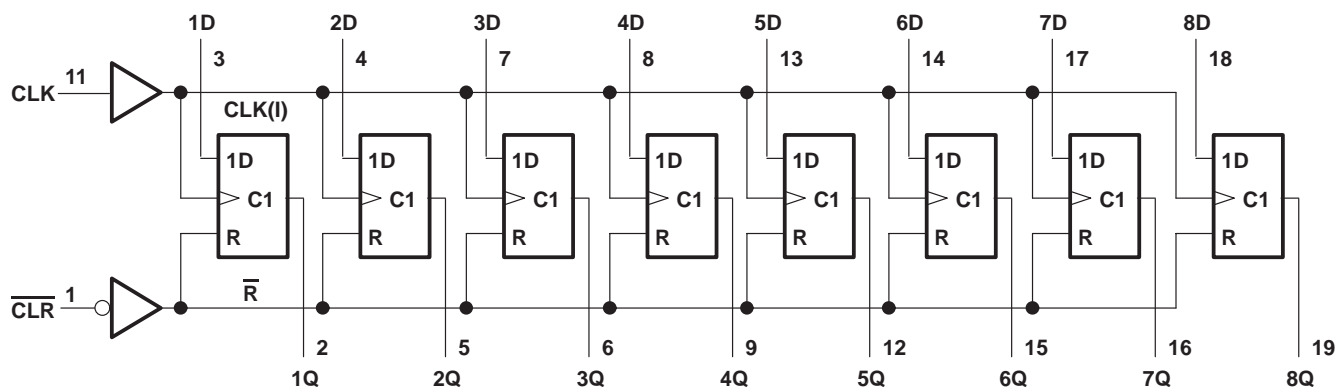 1D 2D 3D 4D 5D 6D 7D 8D
3 4 7 8 13 14 17 18
CLK 11
CLK(I)
1D 1D 1D 1D 1D 1D 1D 1D
C1 C1 C1 C1 C1 C1 C1 C1
R R R R R R R R
R̅
C̅L̅R̅ 1
2 5 6 9 12 15 16 19
1Q 2Q 3Q 4Q 5Q 6Q 7Q 8Q